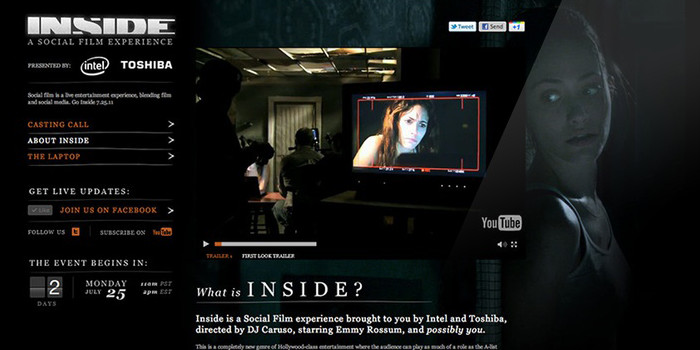 INSIDE
A SOCIAL FILM EXPERIENCE
PRESENTED BY: intel TOSHIBA
Social film is a live entertainment experience, blending film
and social media. Go Inside 7.25.11
CASTING CALL >
ABOUT INSIDE >
THE LAPTOP >
GET LIVE UPDATES:
Like JOIN US ON FACEBOOK >
FOLLOW US t SUBSCRIBE ON YouTube
THE EVENT BEGINS IN:
2
DAYS
MONDAY
JULY 25
11am PST
2pm EST
Tweet Send +1
YouTube
TRAILER 2 FIRST LOOK TRAILER
What is INSIDE?
Inside is a Social Film experience brought to you by Intel and Toshiba,
directed by DJ Caruso, starring Emmy Rossum, and possibly you.
This is a completely new genre of Hollywood-class entertainment where the audience can play as much of a role as the A-list